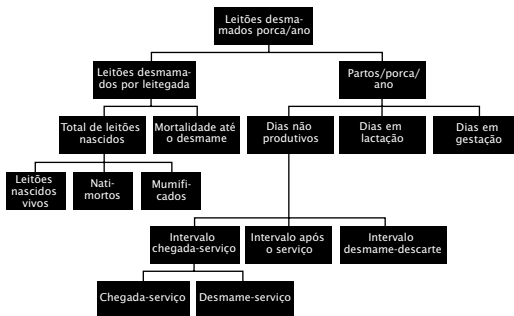 Leitões desma-
mados porca/ano
Leitões desmama-
dos por leitegada
Partos/porca/
ano
Total de leitões
nascidos
Mortalidade até
o desmame
Dias não
produtivos
Dias em
lactação
Dias em
gestação
Leitões
nascidos
vivos
Nati-
mortos
Mumifi-
cados
Intervalo
chegada-serviço
Intervalo após
o serviço
Intervalo
desmame-descarte
Chegada-serviço
Desmame-serviço